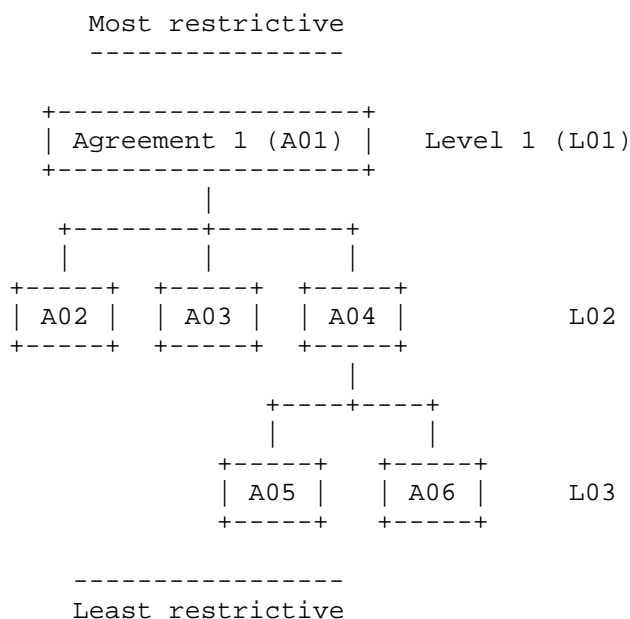 Most restrictive
Agreement 1 (A01) Level 1 (L01)
A02 A03 A04 L02
A05 A06 L03
Least restrictive